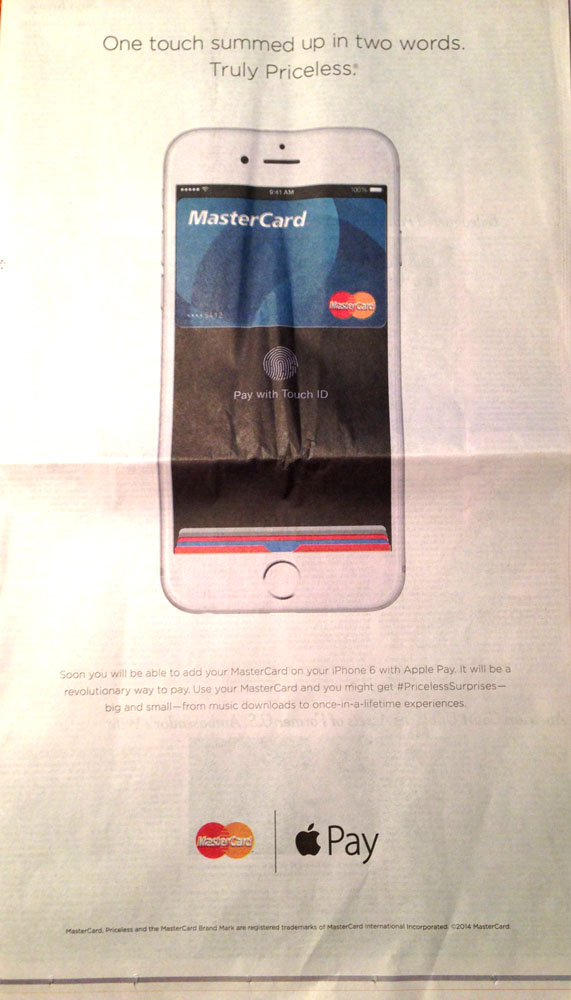 One touch summed up in two words.
Truly Priceless.®
9:41 AM 100%
MasterCard
MasterCard
Pay with Touch ID
Soon you will be able to add your MasterCard on your iPhone 6 with Apple Pay. It will be a
revolutionary way to pay. Use your MasterCard and you might get #PricelessSurprises—
big and small—from music downloads to once-in-a-lifetime experiences.
MasterCard
Pay
MasterCard, Priceless and the MasterCard Brand Mark are registered trademarks of MasterCard International Incorporated. ©2014 MasterCard